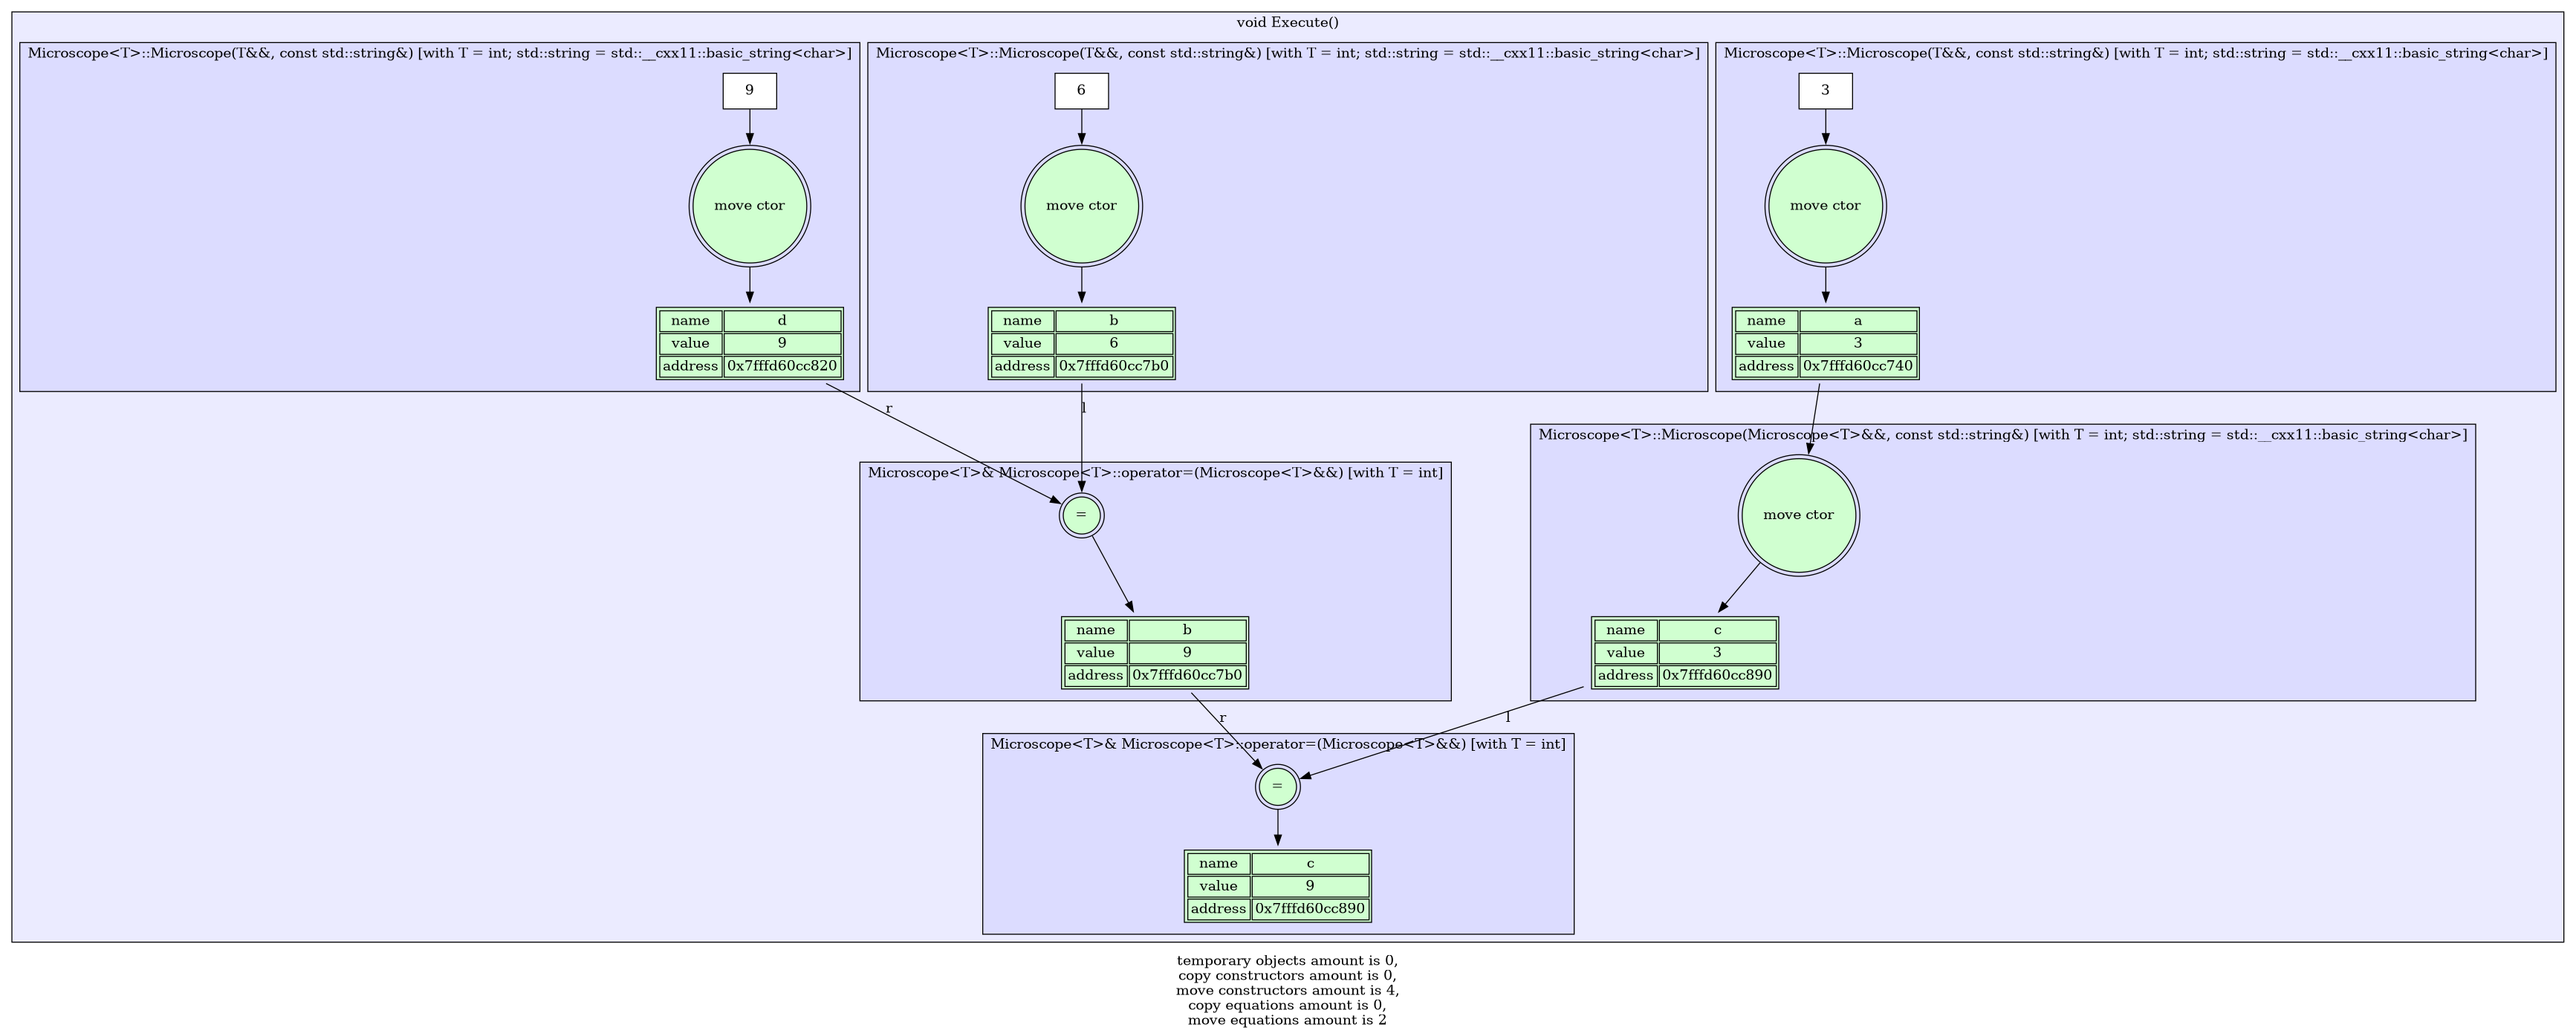 void Execute()
Microscope<T>::Microscope(T&&, const std::string&) [with T = int; std::string = std::__cxx11::basic_string<char>]
9
move ctor
name d
value 9
address 0x7fffd60cc820
Microscope<T>::Microscope(T&&, const std::string&) [with T = int; std::string = std::__cxx11::basic_string<char>]
6
move ctor
name b
value 6
address 0x7fffd60cc7b0
Microscope<T>::Microscope(T&&, const std::string&) [with T = int; std::string = std::__cxx11::basic_string<char>]
3
move ctor
name a
value 3
address 0x7fffd60cc740
r
l
Microscope<T>& Microscope<T>::operator=(Microscope<T>&&) [with T = int]
=
name b
value 9
address 0x7fffd60cc7b0
Microscope<T>::Microscope(Microscope<T>&&, const std::string&) [with T = int; std::string = std::__cxx11::basic_string<char>]
move ctor
name c
value 3
address 0x7fffd60cc890
r
l
Microscope<T>& Microscope<T>::operator=(Microscope<T>&&) [with T = int]
=
name c
value 9
address 0x7fffd60cc890
temporary objects amount is 0,
copy constructors amount is 0,
move constructors amount is 4,
copy equations amount is 0,
move equations amount is 2